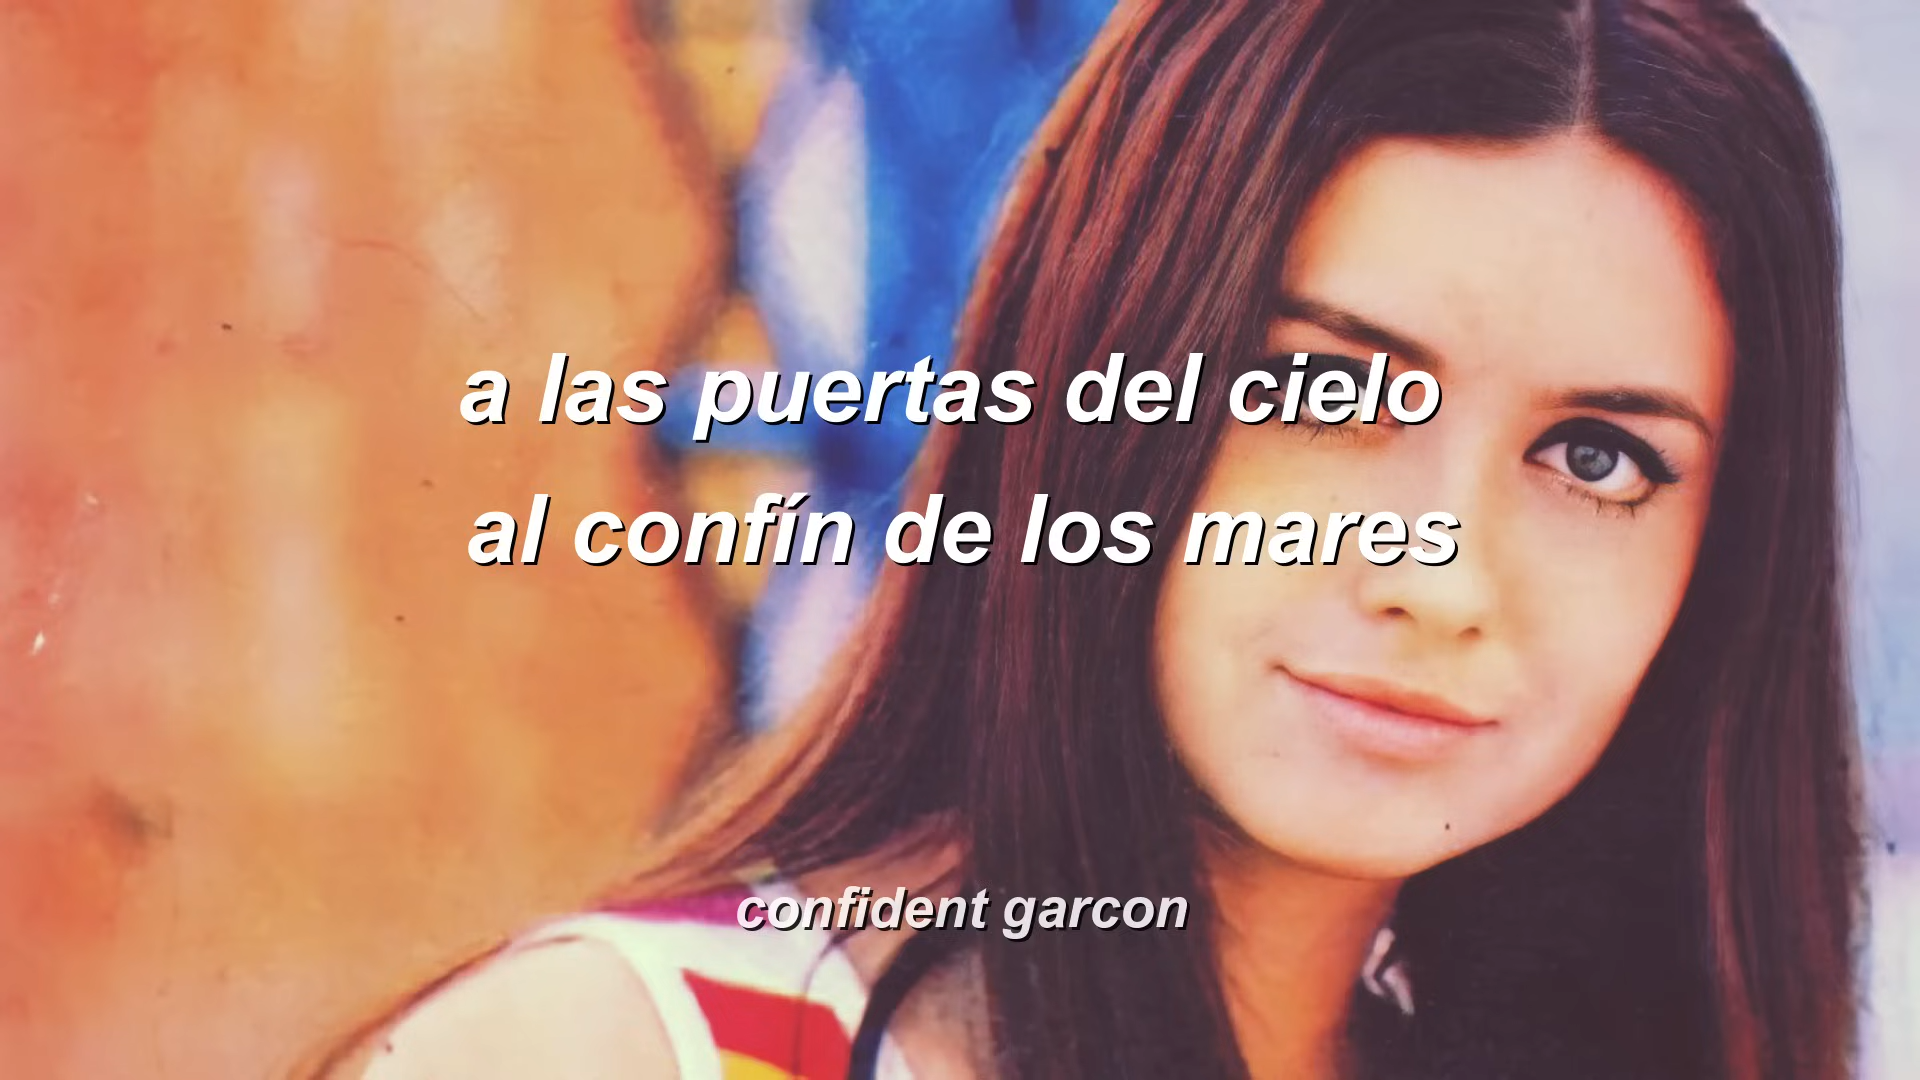 a las puertas del cielo
al confín de los mares
confident garcon